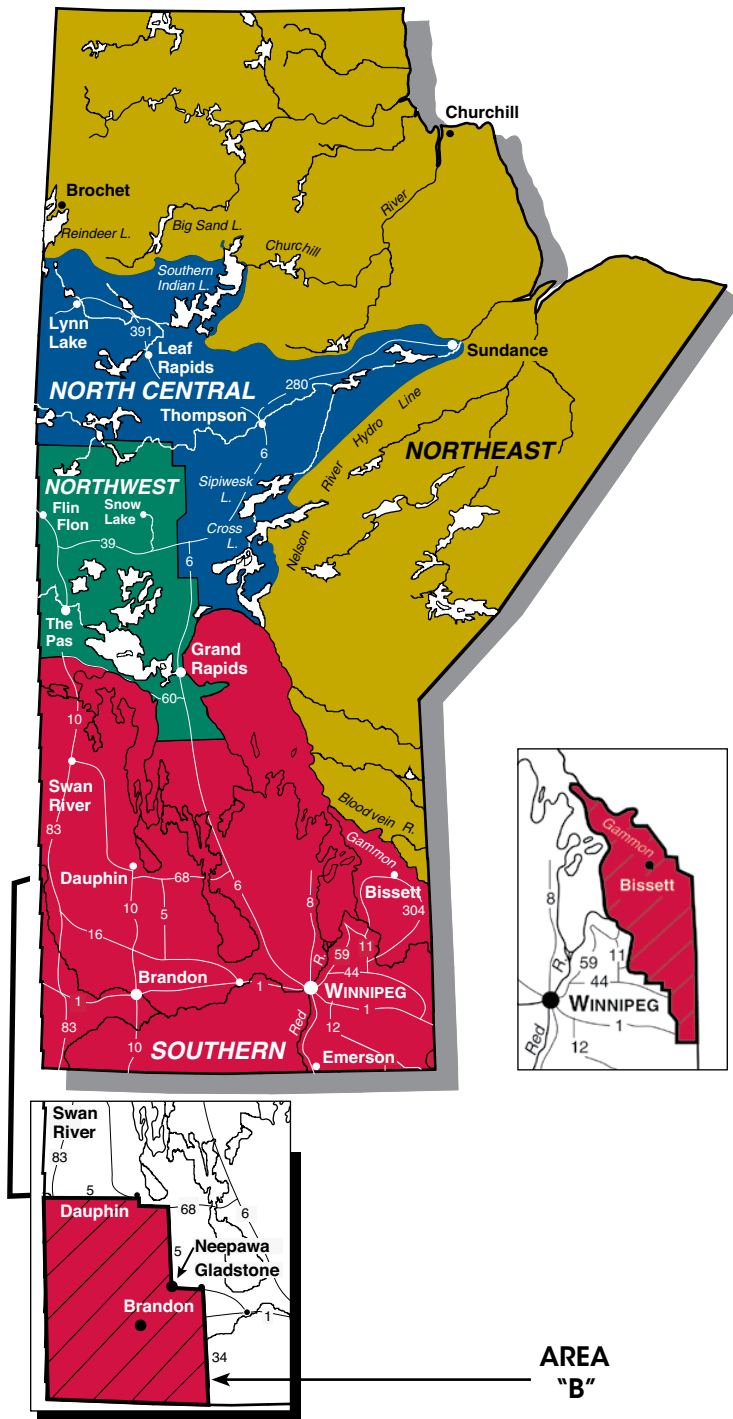 Churchill
Brochet
Reindeer L.
Big Sand L.
River
Churchill
Southern
Indian L.
Lynn
Lake
391
Leaf
Rapids
Sundance
NORTH CENTRAL
280
Thompson
6
River Hydro Line
NORTHEAST
NORTHWEST
Sipiwesk
L.
Flin
Flon
Snow
Lake
Cross
L.
39
6
Nelson
The
Pas
Grand
Rapids
60
10
Swan
River
83
Bloodvein R.
Gammon
Dauphin
68
6
Bissett
10
5
8
304
16
R.
59
11
44
Brandon
1
1
WINNIPEG
1
83
10
Red
12
SOUTHERN
Emerson
Gammon
Bissett
8
R.
59
11
44
WINNIPEG
1
Red
12
Swan
River
83
5
Dauphin
68
6
5
Neepawa
Gladstone
Brandon
1
34
AREA
"B"